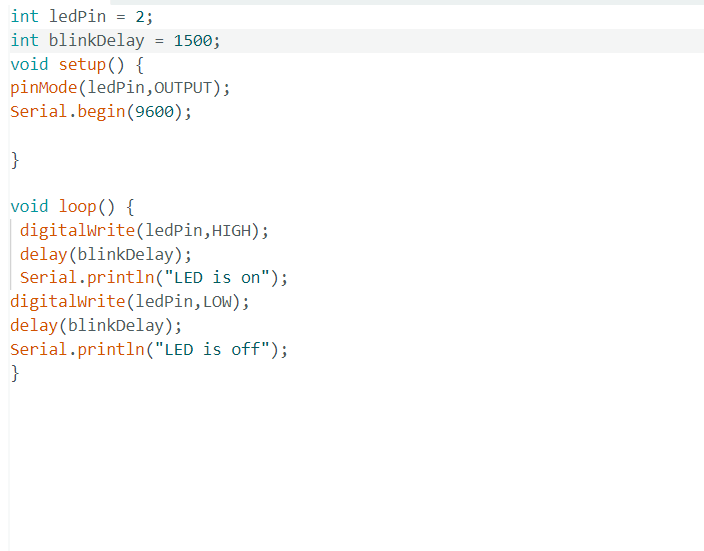 int ledPin = 2;
int blinkDelay = 1500;
void setup() {
pinMode(ledPin,OUTPUT);
Serial.begin(9600);
}
void loop() {
digitalWrite(ledPin,HIGH);
delay(blinkDelay);
Serial.println("LED is on");
digitalWrite(ledPin,LOW);
delay(blinkDelay);
Serial.println("LED is off");
}